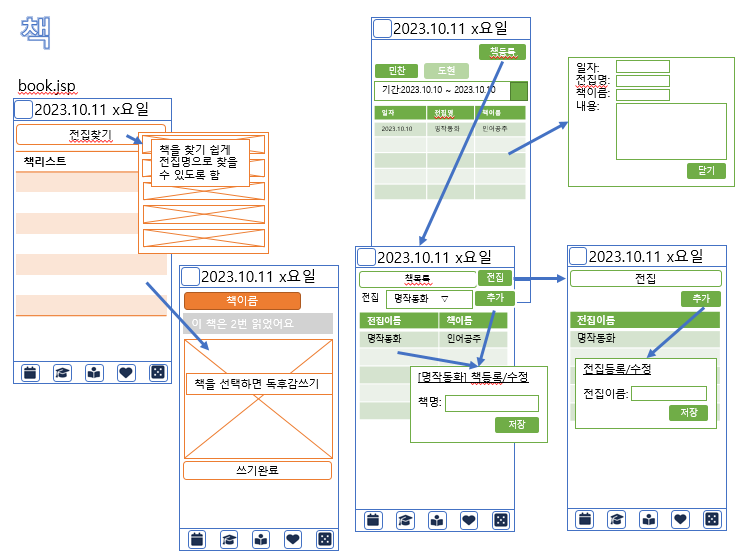 책
book.jsp
2023.10.11 x요일
전집찾기
책리스트
책을 찾기 쉽게
전집명으로 찾을
수 있도록 함
2023.10.11 x요일
책이름
이 책은 2번 읽었어요
책을 선택하면 독후감쓰기
쓰기완료
2023.10.11 x요일
책등록
민찬 도현
기간:2023.10.10 ~ 2023.10.10
일자 전집명 책이름
2023.10.10 명작동화 인어공주
일자:
전집명:
책이름:
내용:
닫기
2023.10.11 x요일
책목록 전집
전집 명작동화 ▽ 추가
전집이름 책이름
명작동화 인어공주
[명작동화] 책등록/수정
책명:
저장
2023.10.11 x요일
전집
추가
전집이름
명작동화
전집등록/수정
전집이름:
저장